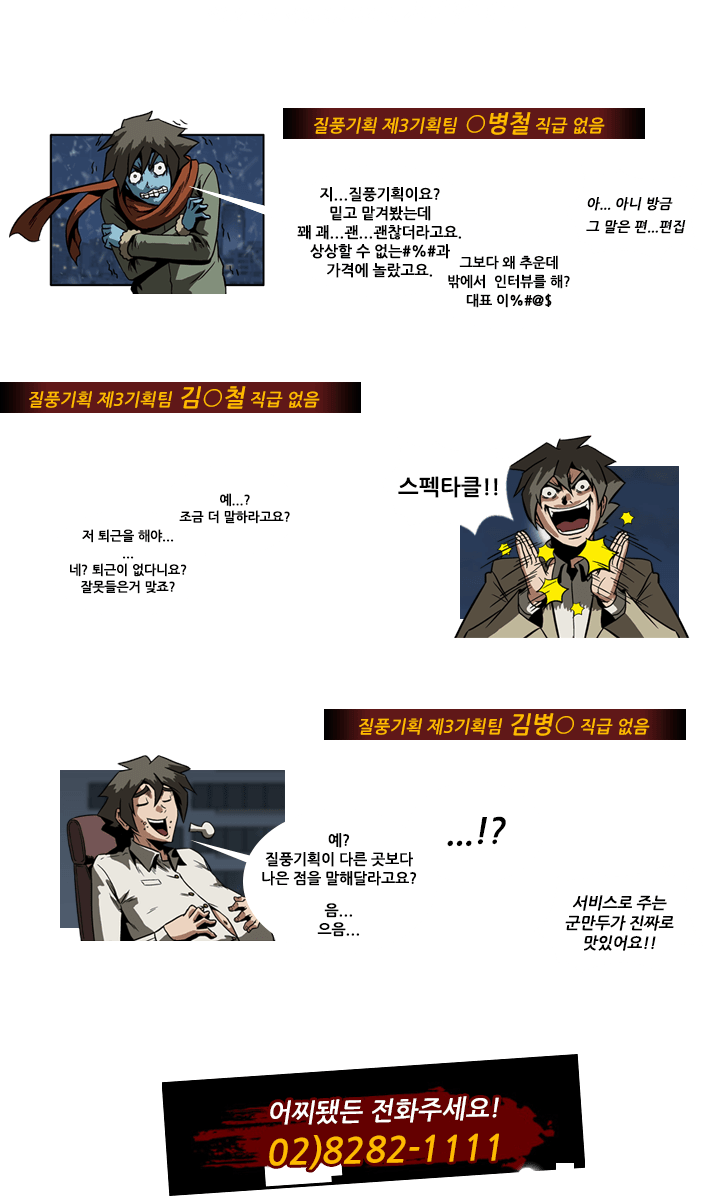 질풍기획 제3기획팀 ○병철 직급 없음
지...질풍기획이요?
믿고 맡겨봤는데
꽤 괘...괜...괜찮더라고요.
상상할 수 없는#%#과
가격에 놀랐고요.
그보다 왜 추운데
밖에서 인터뷰를 해?
대표 이%#@$
아... 아니 방금
그 말은 편...편집
질풍기획 제3기획팀 김○철 직급 없음
스펙타클!!
예...?
조금 더 말하라고요?
저 퇴근을 해야...
...
네? 퇴근이 없다니요?
잘못들은거 맞죠?
질풍기획 제3기획팀 김병○ 직급 없음
예?
질풍기획이 다른 곳보다
나은 점을 말해달라고요?
음...
으음...
...!?
서비스로 주는
군만두가 진짜로
맛있어요!!
어찌됐든 전화주세요!
02)8282-1111